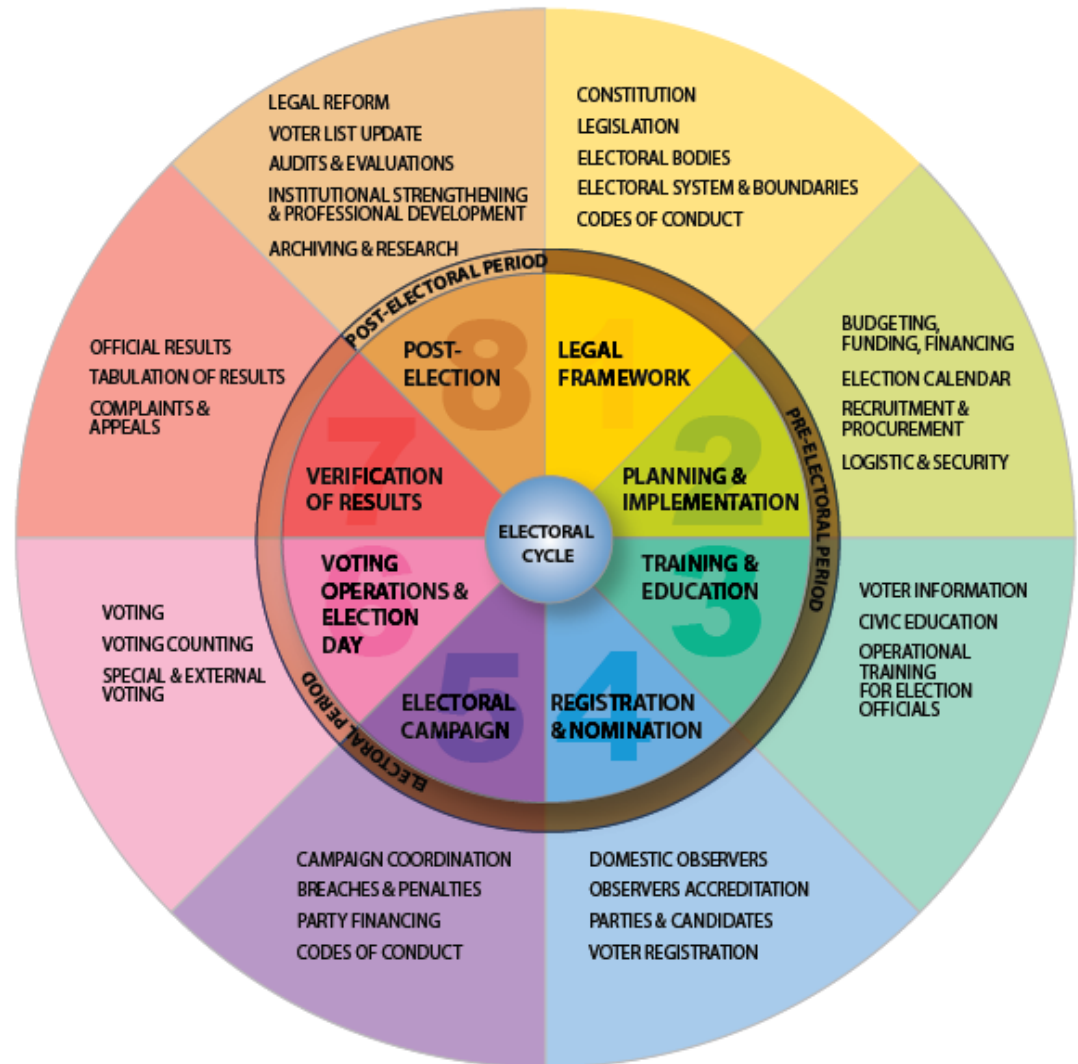 ELECTORAL
CYCLE
1
LEGAL
FRAMEWORK
CONSTITUTION
LEGISLATION
ELECTORAL BODIES
ELECTORAL SYSTEM & BOUNDARIES
CODES OF CONDUCT
PRE-ELECTORAL PERIOD
2
PLANNING &
IMPLEMENTATION
BUDGETING,
FUNDING, FINANCING
ELECTION CALENDAR
RECRUITMENT &
PROCUREMENT
LOGISTIC & SECURITY
3
TRAINING &
EDUCATION
VOTER INFORMATION
CIVIC EDUCATION
OPERATIONAL
TRAINING
FOR ELECTION
OFFICIALS
4
REGISTRATION
& NOMINATION
DOMESTIC OBSERVERS
OBSERVERS ACCREDITATION
PARTIES & CANDIDATES
VOTER REGISTRATION
ELECTORAL PERIOD
5
ELECTORAL
CAMPAIGN
CAMPAIGN COORDINATION
BREACHES & PENALTIES
PARTY FINANCING
CODES OF CONDUCT
6
VOTING
OPERATIONS &
ELECTION
DAY
VOTING
VOTING COUNTING
SPECIAL & EXTERNAL
VOTING
7
VERIFICATION
OF RESULTS
OFFICIAL RESULTS
TABULATION OF RESULTS
COMPLAINTS &
APPEALS
POST-ELECTORAL PERIOD
8
POST-
ELECTION
LEGAL REFORM
VOTER LIST UPDATE
AUDITS & EVALUATIONS
INSTITUTIONAL STRENGTHENING
& PROFESSIONAL DEVELOPMENT
ARCHIVING & RESEARCH